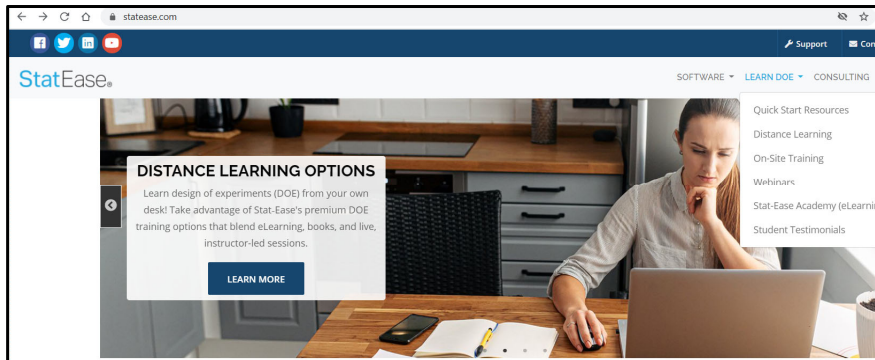 statease.com
Support
Con
StatEase®
SOFTWARE
LEARN DOE
CONSULTING
Quick Start Resources
Distance Learning
On-Site Training
Webinars
Stat-Ease Academy (eLearni
Student Testimonials
DISTANCE LEARNING OPTIONS
Learn design of experiments (DOE) from your own
desk! Take advantage of Stat-Ease's premium DOE
training options that blend eLearning, books, and live,
instructor-led sessions.
LEARN MORE